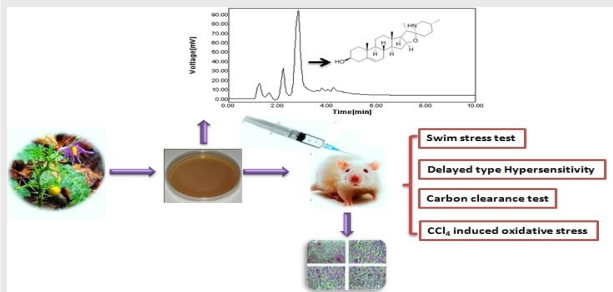 90.00
80.00
70.00
60.00
50.00
40.00
30.00
20.00
10.00
0.00
Voltage[mV]
0.00 2.00 4.00 6.00 8.00 10.00
Time[min]
HN
O
H
H
H
H
HO
Swim stress test
Delayed type Hypersensitivity
Carbon clearance test
CCl₄ induced oxidative stress